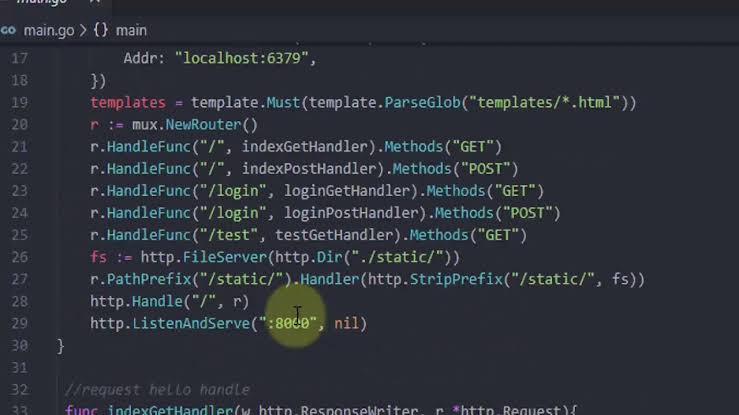 main.go
main.go > {} main
17 Addr: "localhost:6379",
18 })
19 templates = template.Must(template.ParseGlob("templates/*.html"))
20 r := mux.NewRouter()
21 r.HandleFunc("/", indexGetHandler).Methods("GET")
22 r.HandleFunc("/", indexPostHandler).Methods("POST")
23 r.HandleFunc("/login", loginGetHandler).Methods("GET")
24 r.HandleFunc("/login", loginPostHandler).Methods("POST")
25 r.HandleFunc("/test", testGetHandler).Methods("GET")
26 fs := http.FileServer(http.Dir("./static/"))
27 r.PathPrefix("/static/").Handler(http.StripPrefix("/static/", fs))
28 http.Handle("/", r)
29 http.ListenAndServe(":8000", nil)
30 }
31
32 //request hello handle
33 func indexGetHandler(w http.ResponseWriter, r *http.Request){